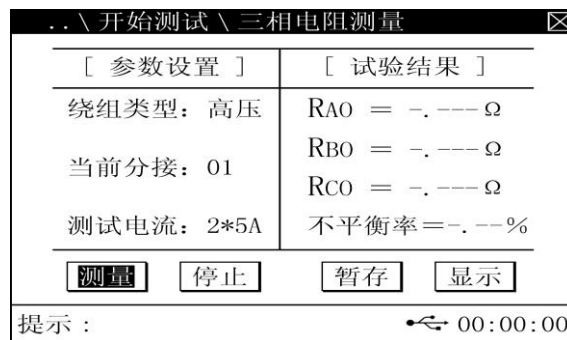 ..\开始测试\三相电阻测量
[ 参数设置 ]
绕组类型：高压
当前分接：01
测试电流：2*5A
[ 试验结果 ]
RAO = -.---Ω
RBO = -.---Ω
RCO = -.---Ω
不平衡率=-.--%
测量 停止 暂存 显示
提示： 00:00:00